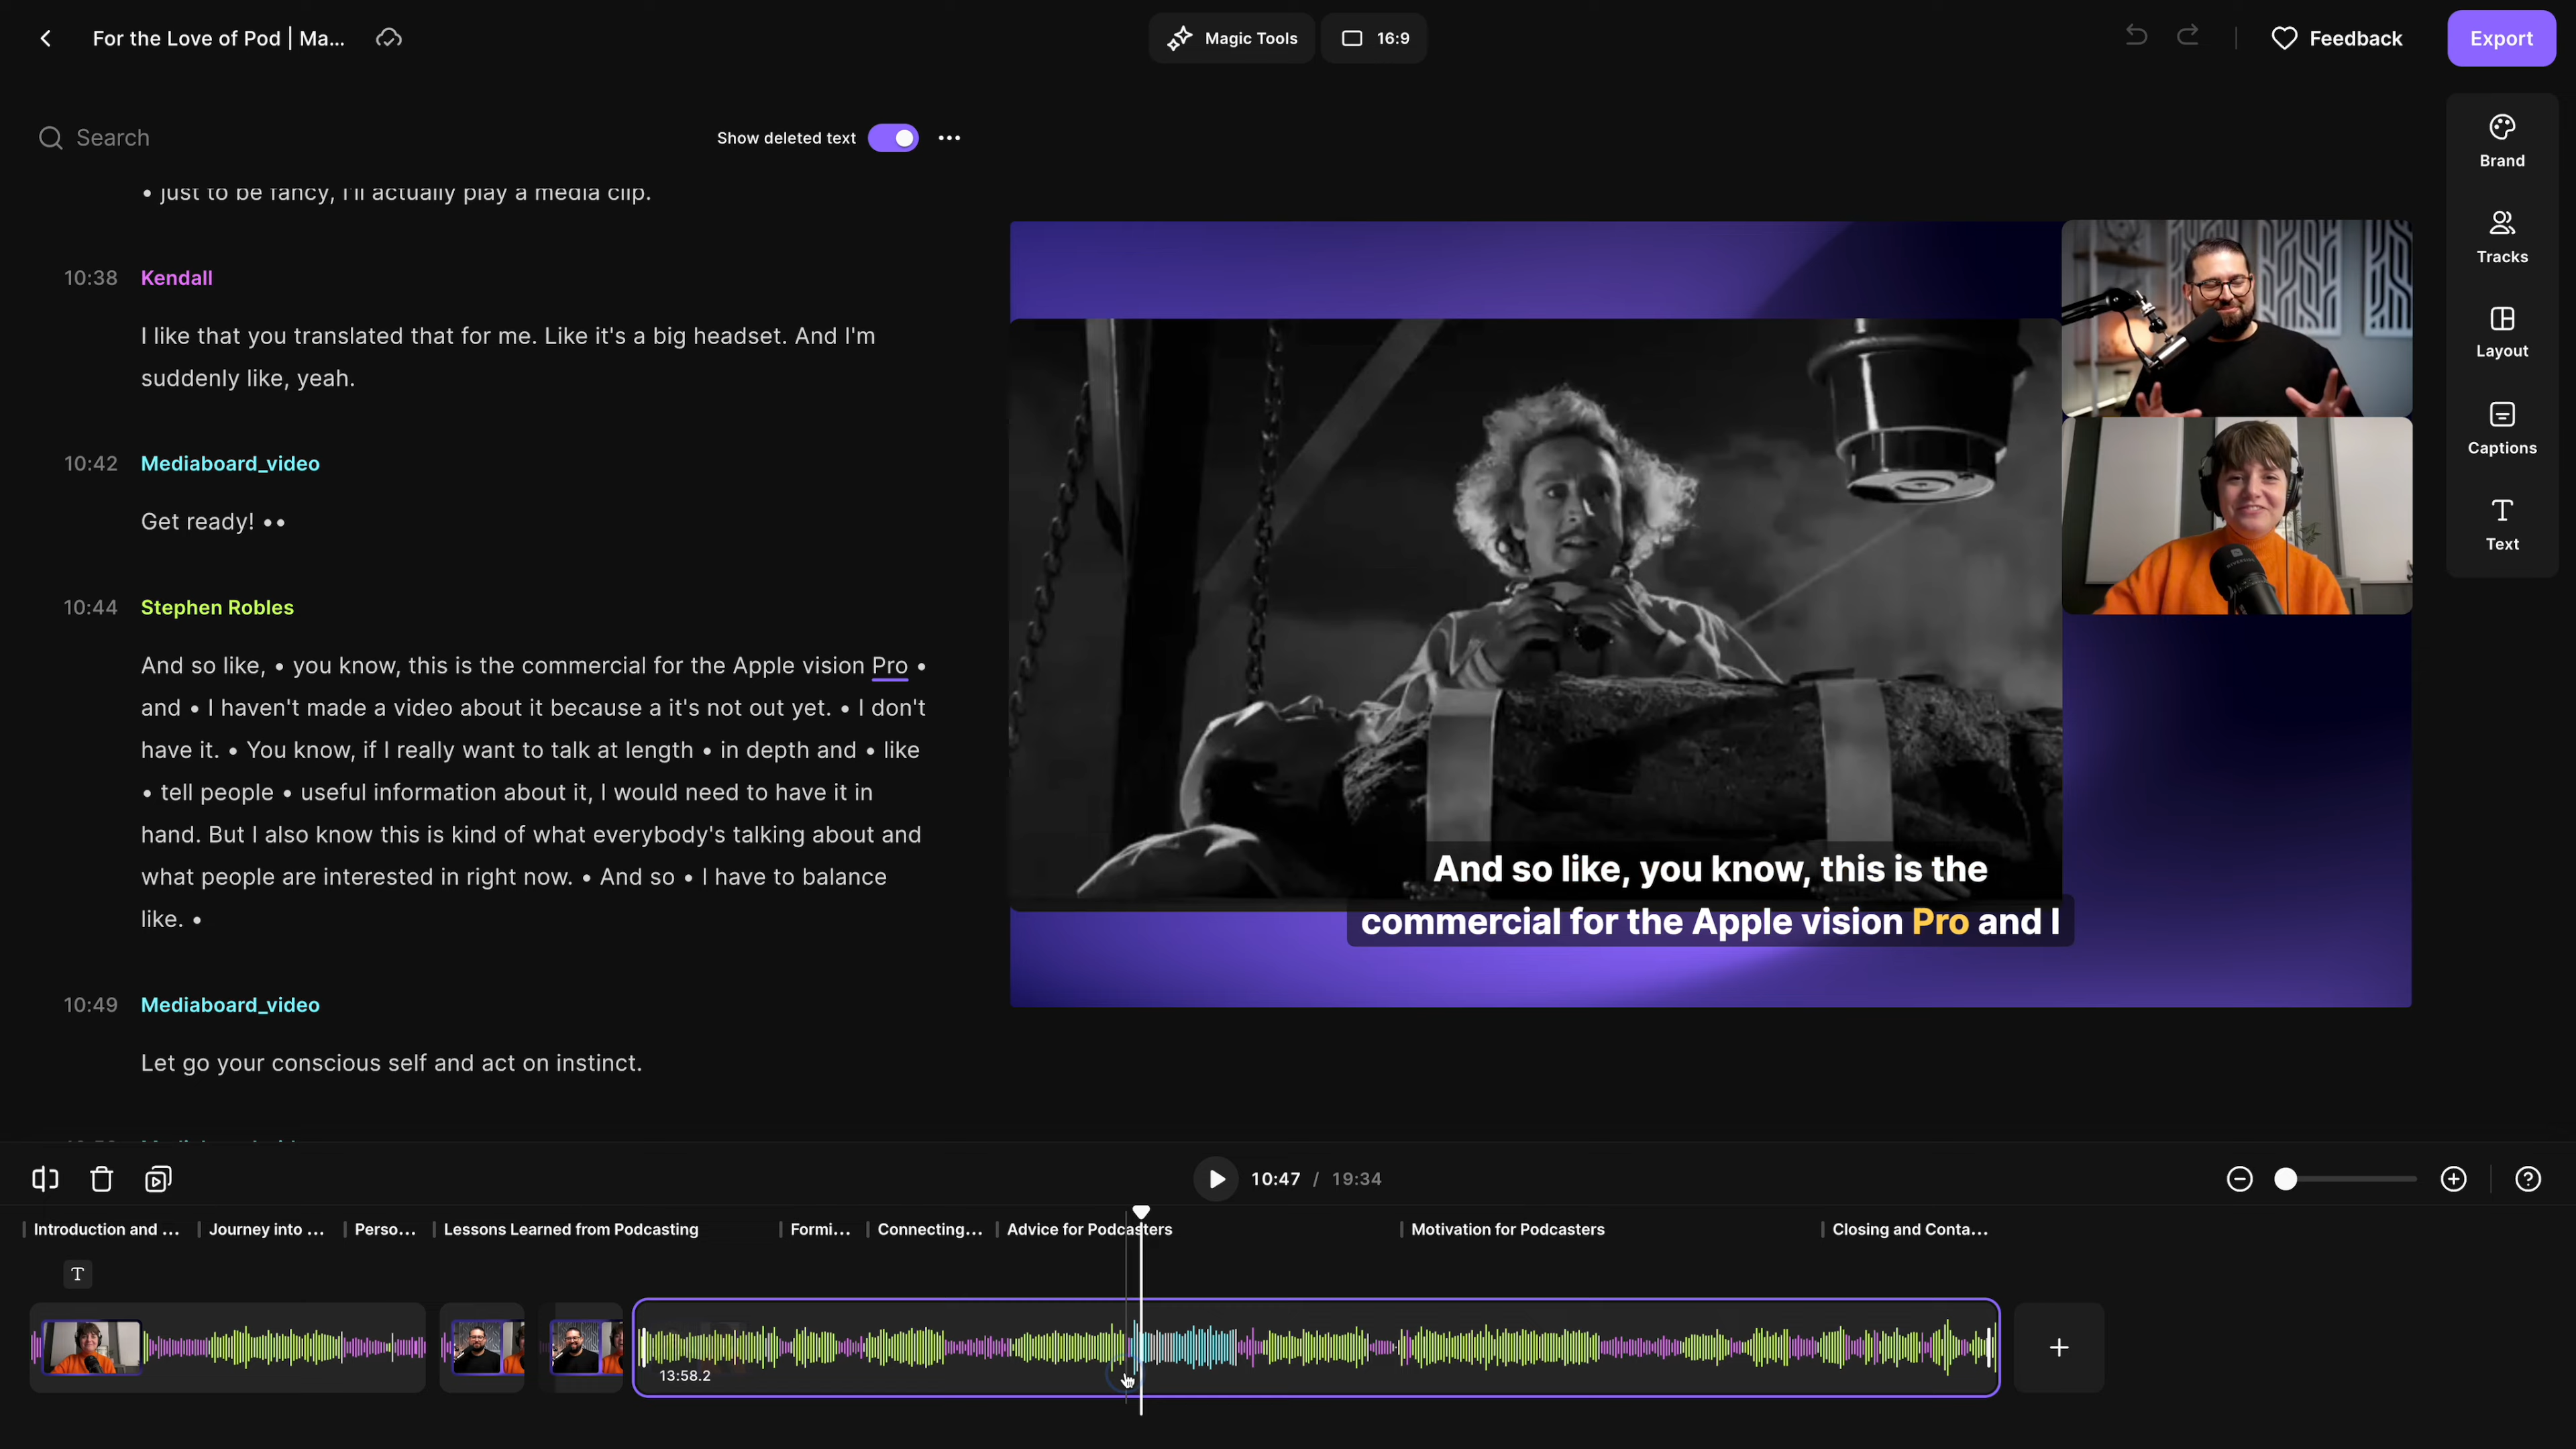 For the Love of Pod | Ma...
Magic Tools
16:9
Feedback
Export
Search
Show deleted text
• just to be fancy, I'll actually play a media clip.
10:38 Kendall
I like that you translated that for me. Like it's a big headset. And I'm
suddenly like, yeah.
10:42 Mediaboard_video
Get ready! ••
10:44 Stephen Robles
And so like, • you know, this is the commercial for the Apple vision Pro •
and • I haven't made a video about it because a it's not out yet. • I don't
have it. • You know, if I really want to talk at length • in depth and • like
• tell people • useful information about it, I would need to have it in
hand. But I also know this is kind of what everybody's talking about and
what people are interested in right now. • And so • I have to balance
like. •
10:49 Mediaboard_video
Let go your conscious self and act on instinct.
And so like, you know, this is the
commercial for the Apple vision Pro and I
Brand
Tracks
Layout
Captions
Text
10:47 / 19:34
Introduction and ...
Journey into ...
Perso...
Lessons Learned from Podcasting
Formi...
Connecting...
Advice for Podcasters
Motivation for Podcasters
Closing and Conta...
T
13:58.2